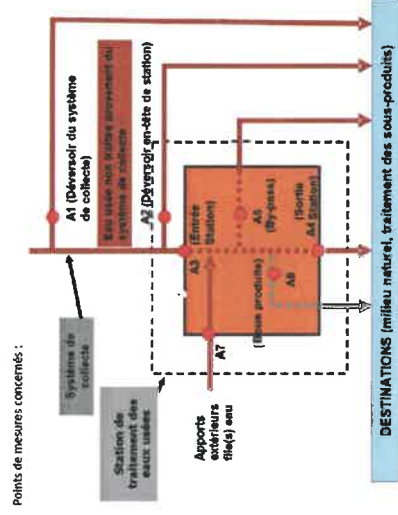 Points de mesures concernés :
Système de
collecte
A1 (Déversoir du système
de collecte)
Eau usée non traitée provenant du
système de collecte
A2 (Déversoir en-tête de station)
Station de
traitement des
eaux usées
A3
(Entrée
Station)
A5
(By-pass)
A7
Apports
extérieurs
file(s) eau
(Boue produite)
A6
(Sortie
A4 Station)
DESTINATIONS (milieu naturel, traitement des sous-produits)